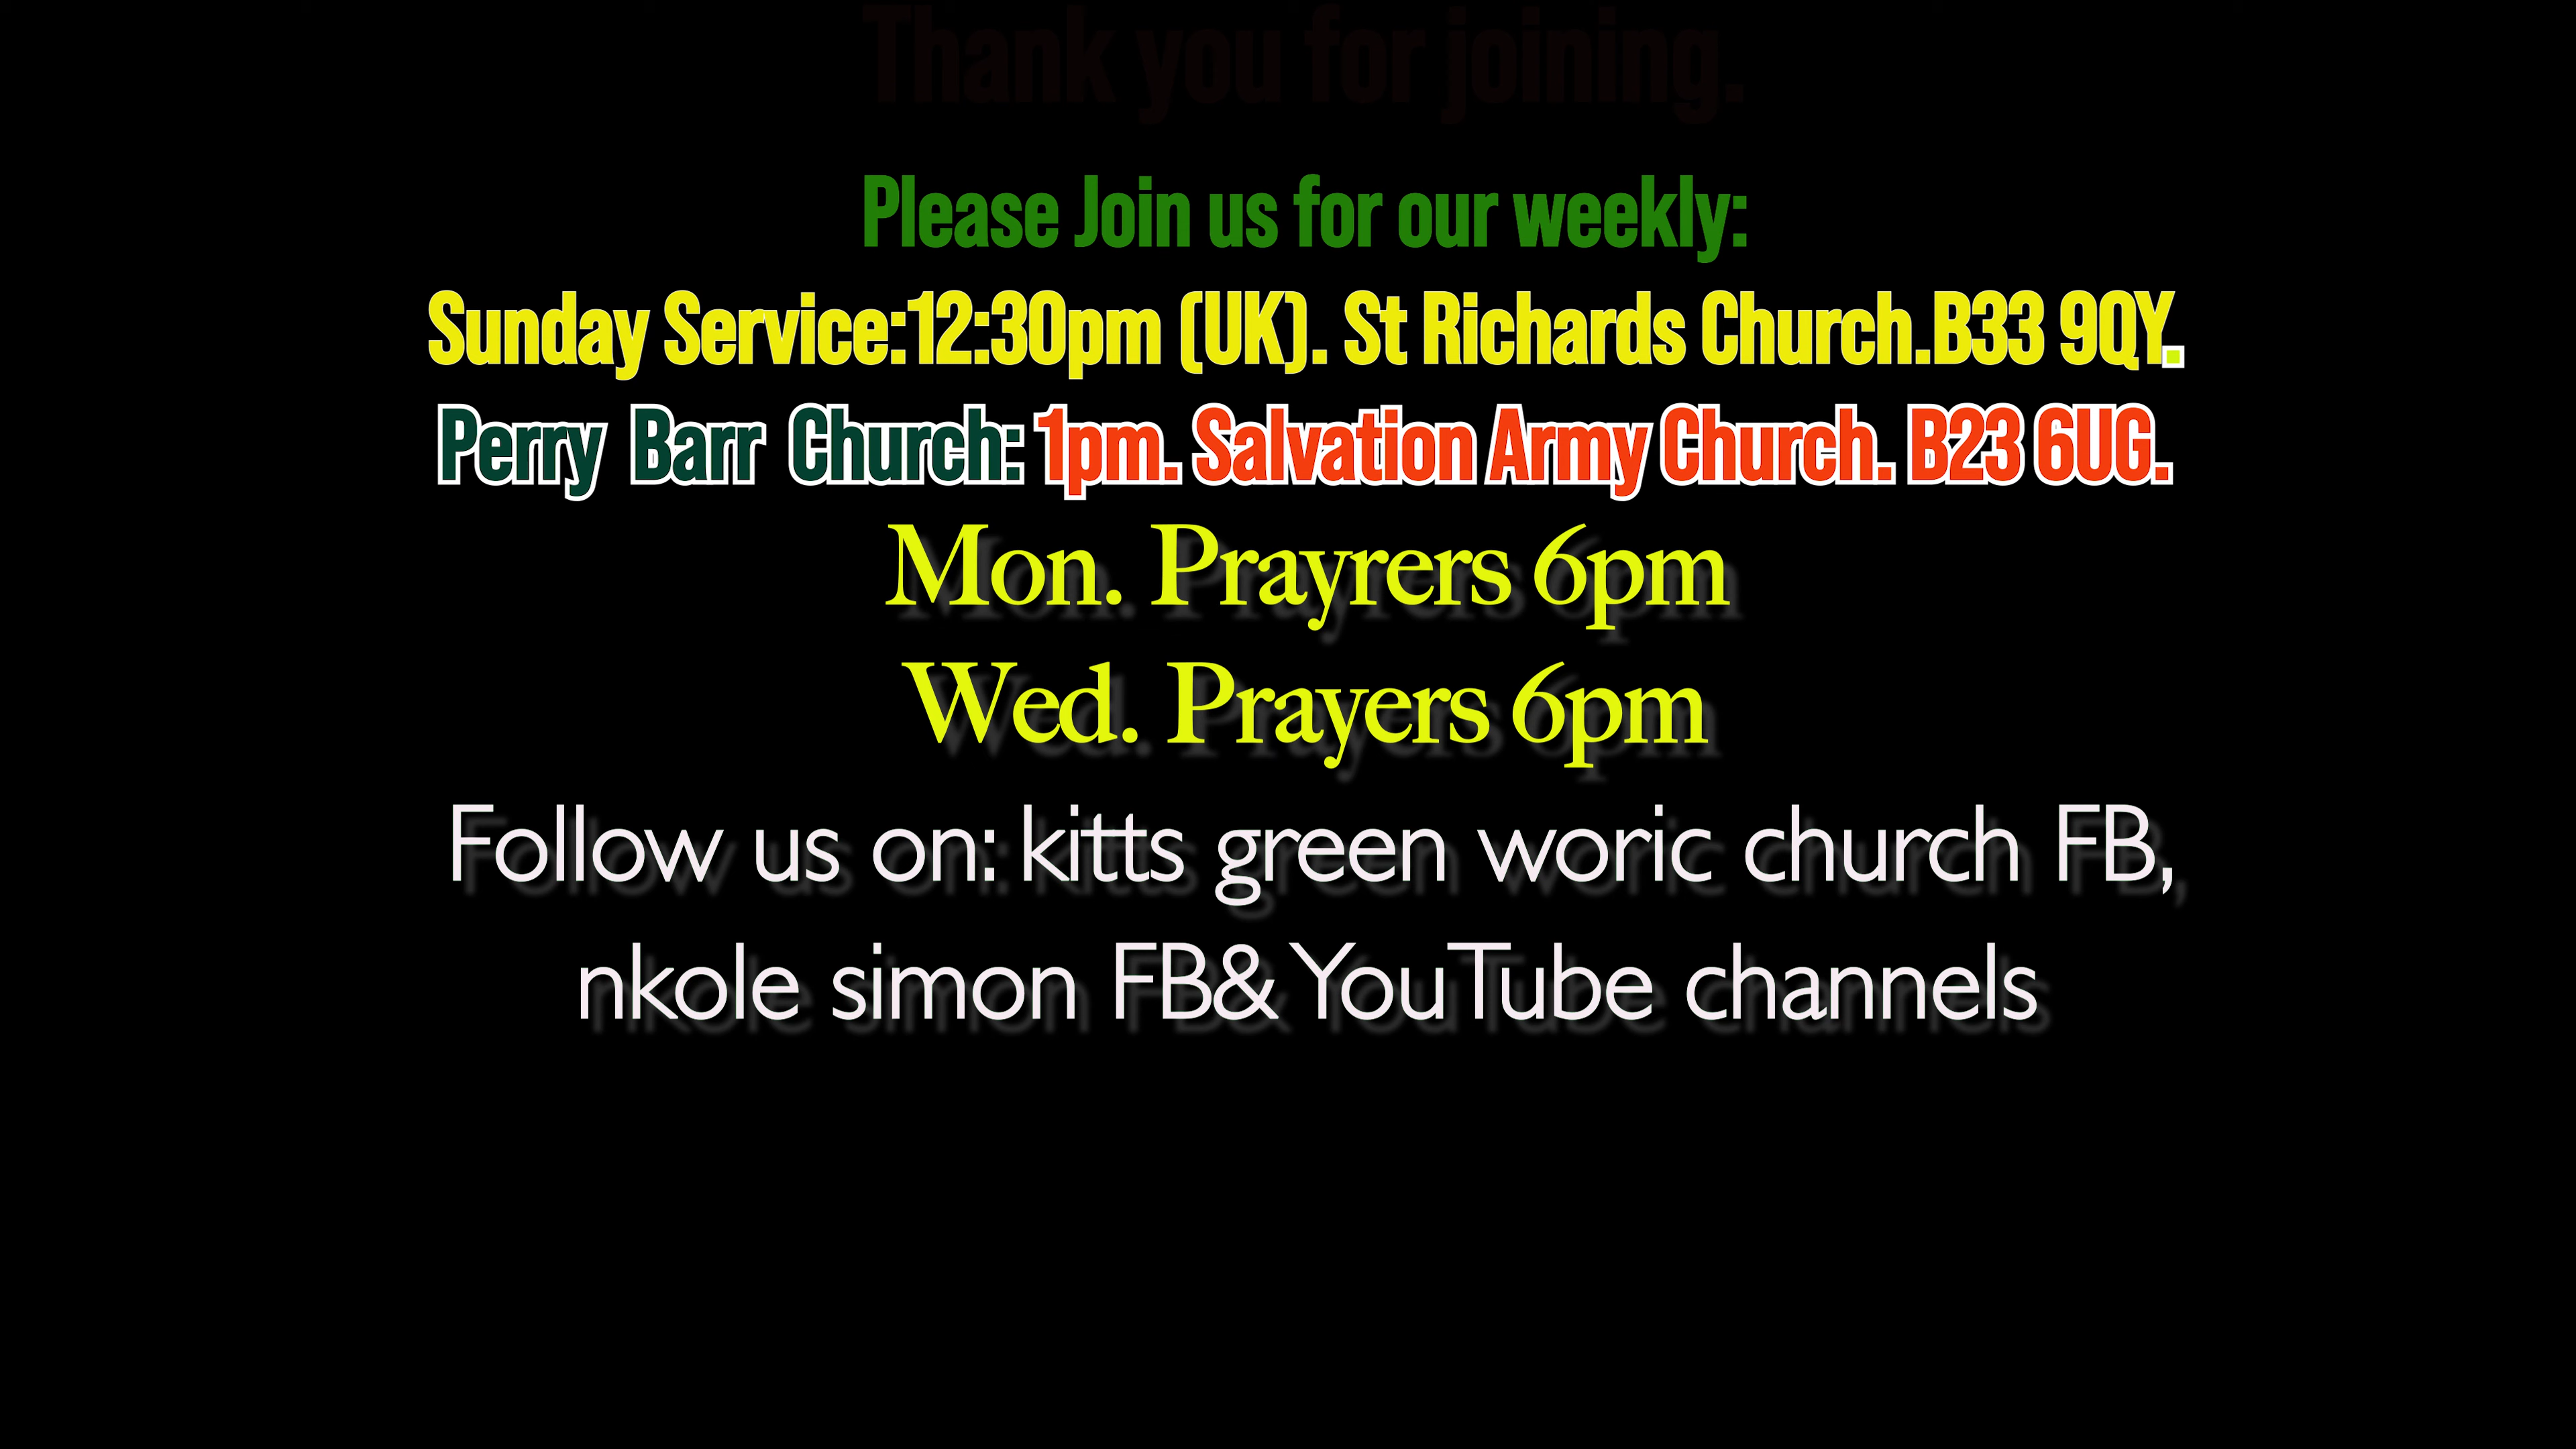 Thank you for joining.
Please Join us for our weekly:
Sunday Service:12:30pm (UK). St Richards Church.B33 9QY.
Perry Barr Church: 1pm. Salvation Army Church. B23 6UG.
Mon. Prayrers 6pm
Wed. Prayers 6pm
Follow us on: kitts green woric church FB,
nkole simon FB& YouTube channels